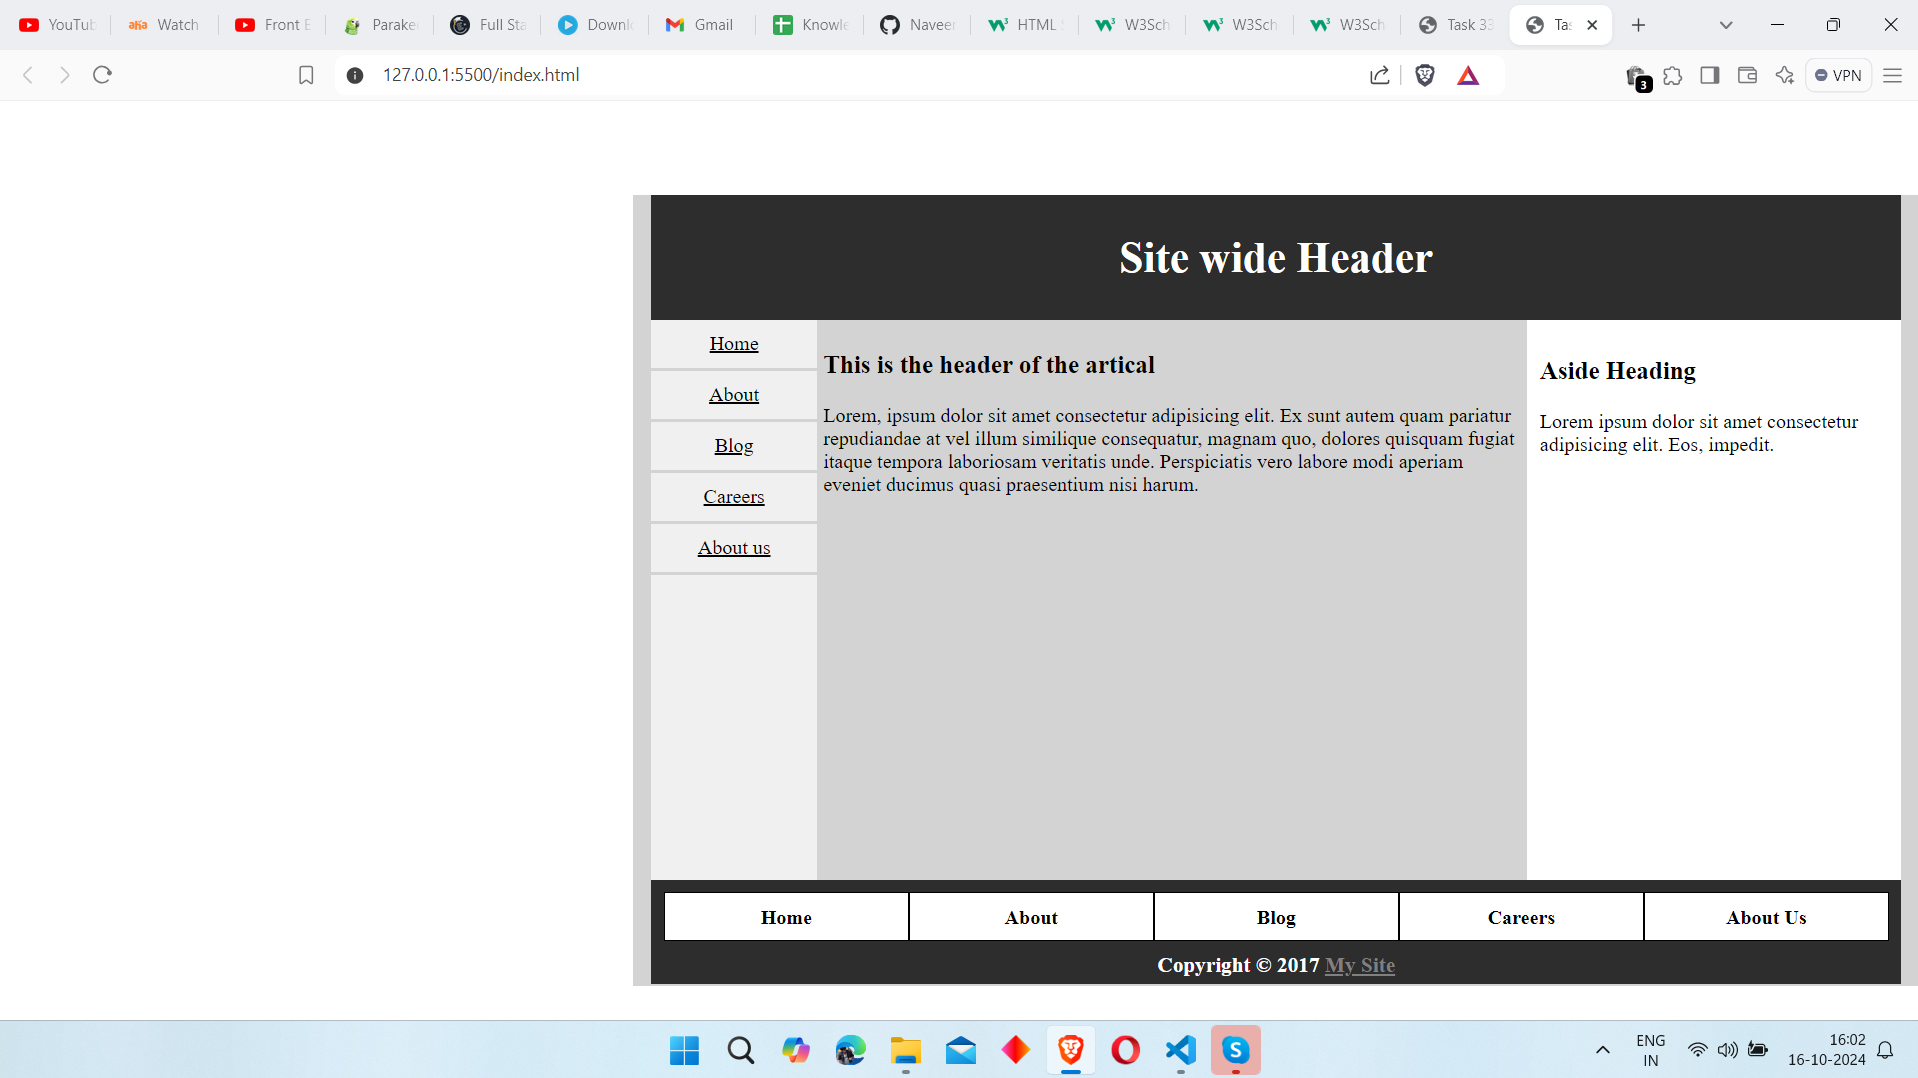 YouTub
aha Watch
Front E
Parake
Full Sta
Downlo
Gmail
Knowle
Naveer
HTML
W3Sch
W3Sch
W3Sch
Task 33
Tas
127.0.0.1:5500/index.html
3
VPN
Site wide Header
Home
About
Blog
Careers
About us
This is the header of the artical
Lorem, ipsum dolor sit amet consectetur adipisicing elit. Ex sunt autem quam pariatur
repudiandae at vel illum similique consequatur, magnam quo, dolores quisquam fugiat
itaque tempora laboriosam veritatis unde. Perspiciatis vero labore modi aperiam
eveniet ducimus quasi praesentium nisi harum.
Aside Heading
Lorem ipsum dolor sit amet consectetur
adipisicing elit. Eos, impedit.
Home
About
Blog
Careers
About Us
Copyright © 2017 My Site
ENG
IN
16:02
16-10-2024